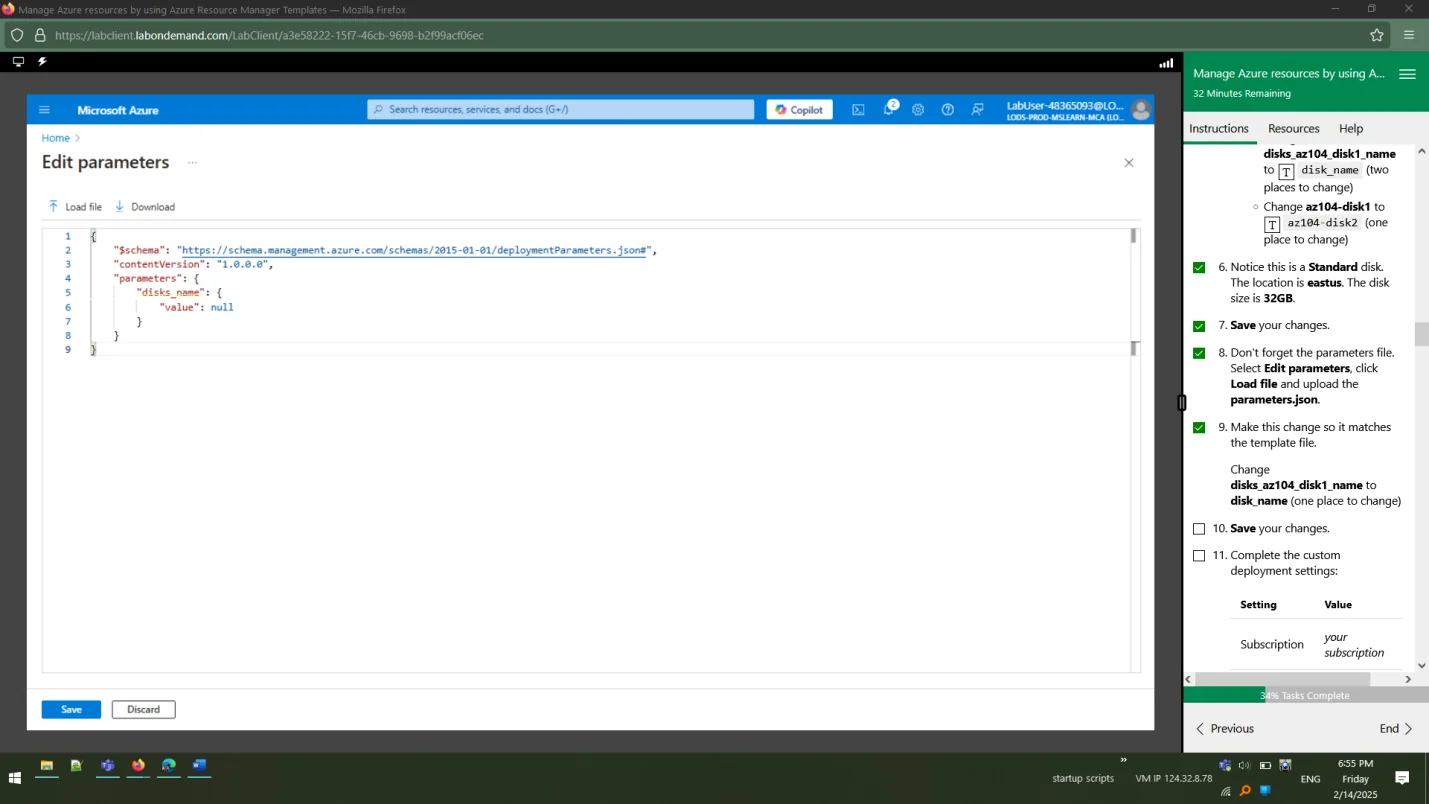 Manage Azure resources by using Azure Resource Manager Templates — Mozilla Firefox
https://labclient.labondemand.com/LabClient/a3e58222-15f7-46cb-9698-b2f99acf06ec
Microsoft Azure
Search resources, services, and docs (G+/)
Copilot
2
LabUser-48365093@LO...
LODS-PROD-MSLEARN-MCA (LO...
Home >
Edit parameters ...
Load file
Download
1 {
2 "$schema": "https://schema.management.azure.com/schemas/2015-01-01/deploymentParameters.json#",
3 "contentVersion": "1.0.0.0",
4 "parameters": {
5 "disks_name": {
6 "value": null
7 }
8 }
9 }
Save
Discard
Manage Azure resources by using A...
32 Minutes Remaining
Instructions
Resources
Help
disks_az104_disk1_name
to T disk_name (two
places to change)
Change az104-disk1 to
T az104-disk2 (one
place to change)
6. Notice this is a Standard disk.
The location is eastus. The disk
size is 32GB.
7. Save your changes.
8. Don't forget the parameters file.
Select Edit parameters, click
Load file and upload the
parameters.json.
9. Make this change so it matches
the template file.
Change
disks_az104_disk1_name to
disk_name (one place to change)
10. Save your changes.
11. Complete the custom
deployment settings:
Setting Value
Subscription your
subscription
34% Tasks Complete
< Previous
End >
startup scripts
»
VM IP 124.32.8.78
ENG
6:55 PM
Friday
2/14/2025